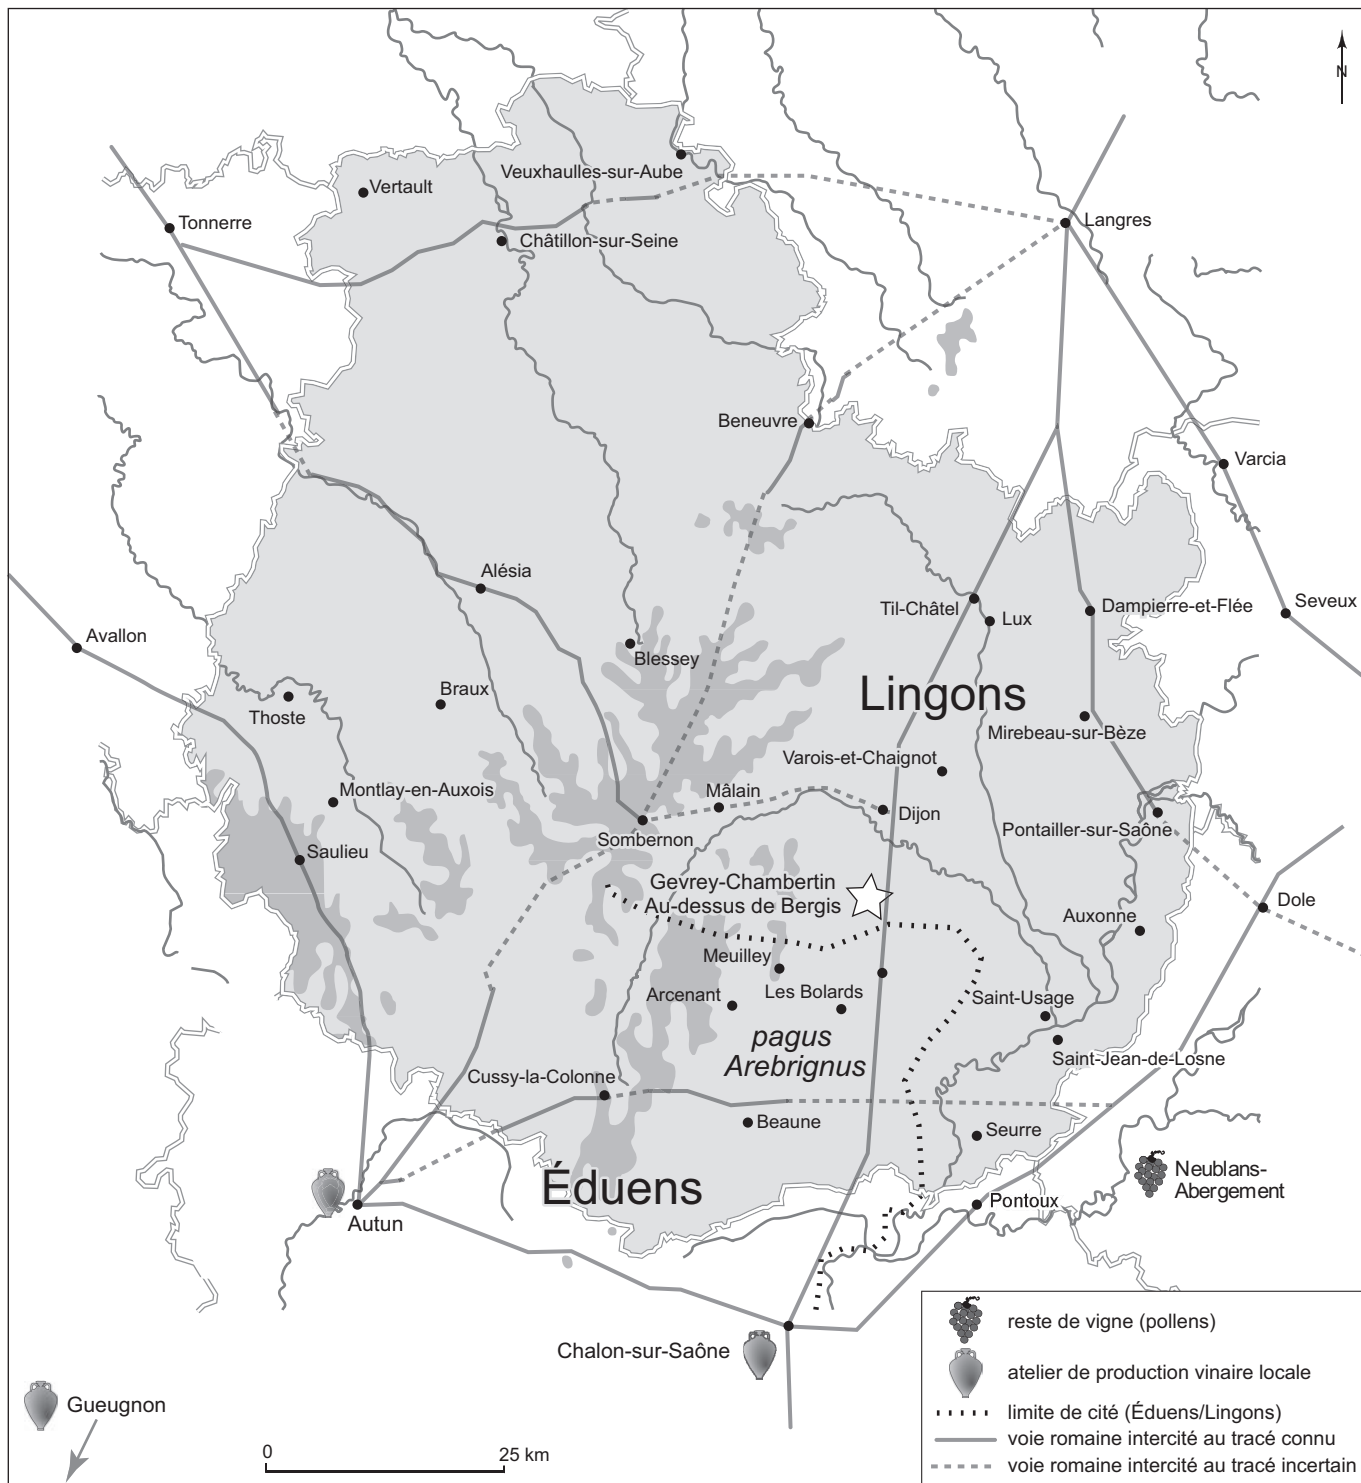 N
Veuxhaulles-sur-Aube
Vertault
Tonnerre
Châtillon-sur-Seine
Langres
Beneuvre
Varcia
Alésia
Til-Châtel
Lux
Dampierre-et-Flée
Seveux
Avallon
Blessey
Braux
Thoste
Lingons
Mirebeau-sur-Bèze
Varois-et-Chaignot
Montlay-en-Auxois
Mâlain
Dijon
Pontailler-sur-Saône
Sombernon
Saulieu
Gevrey-Chambertin
Au-dessus de Bergis
Dole
Auxonne
Meuilley
Arcenant
Les Bolards
Saint-Usage
pagus
Arebrignus
Saint-Jean-de-Losne
Cussy-la-Colonne
Beaune
Seurre
Éduens
Neublans-
Abergement
Autun
Pontoux
Chalon-sur-Saône
Gueugnon
0 25 km
reste de vigne (pollens)
atelier de production vinaire locale
limite de cité (Éduens/Lingons)
voie romaine intercité au tracé connu
voie romaine intercité au tracé incertain